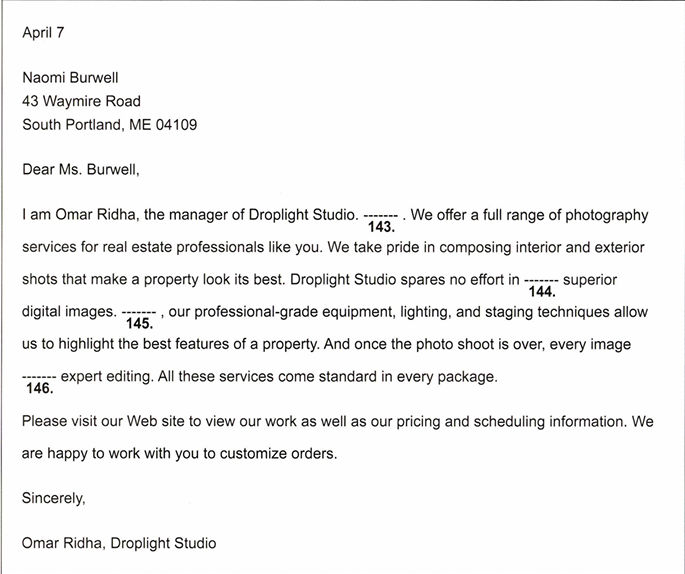 April 7
Naomi Burwell
43 Waymire Road
South Portland, ME 04109
Dear Ms. Burwell,
I am Omar Ridha, the manager of Droplight Studio. ------- . We offer a full range of photography
143.
services for real estate professionals like you. We take pride in composing interior and exterior
shots that make a property look its best. Droplight Studio spares no effort in ------- superior
144.
digital images. ------- , our professional-grade equipment, lighting, and staging techniques allow
145.
us to highlight the best features of a property. And once the photo shoot is over, every image
------- expert editing. All these services come standard in every package.
146.
Please visit our Web site to view our work as well as our pricing and scheduling information. We
are happy to work with you to customize orders.
Sincerely,
Omar Ridha, Droplight Studio